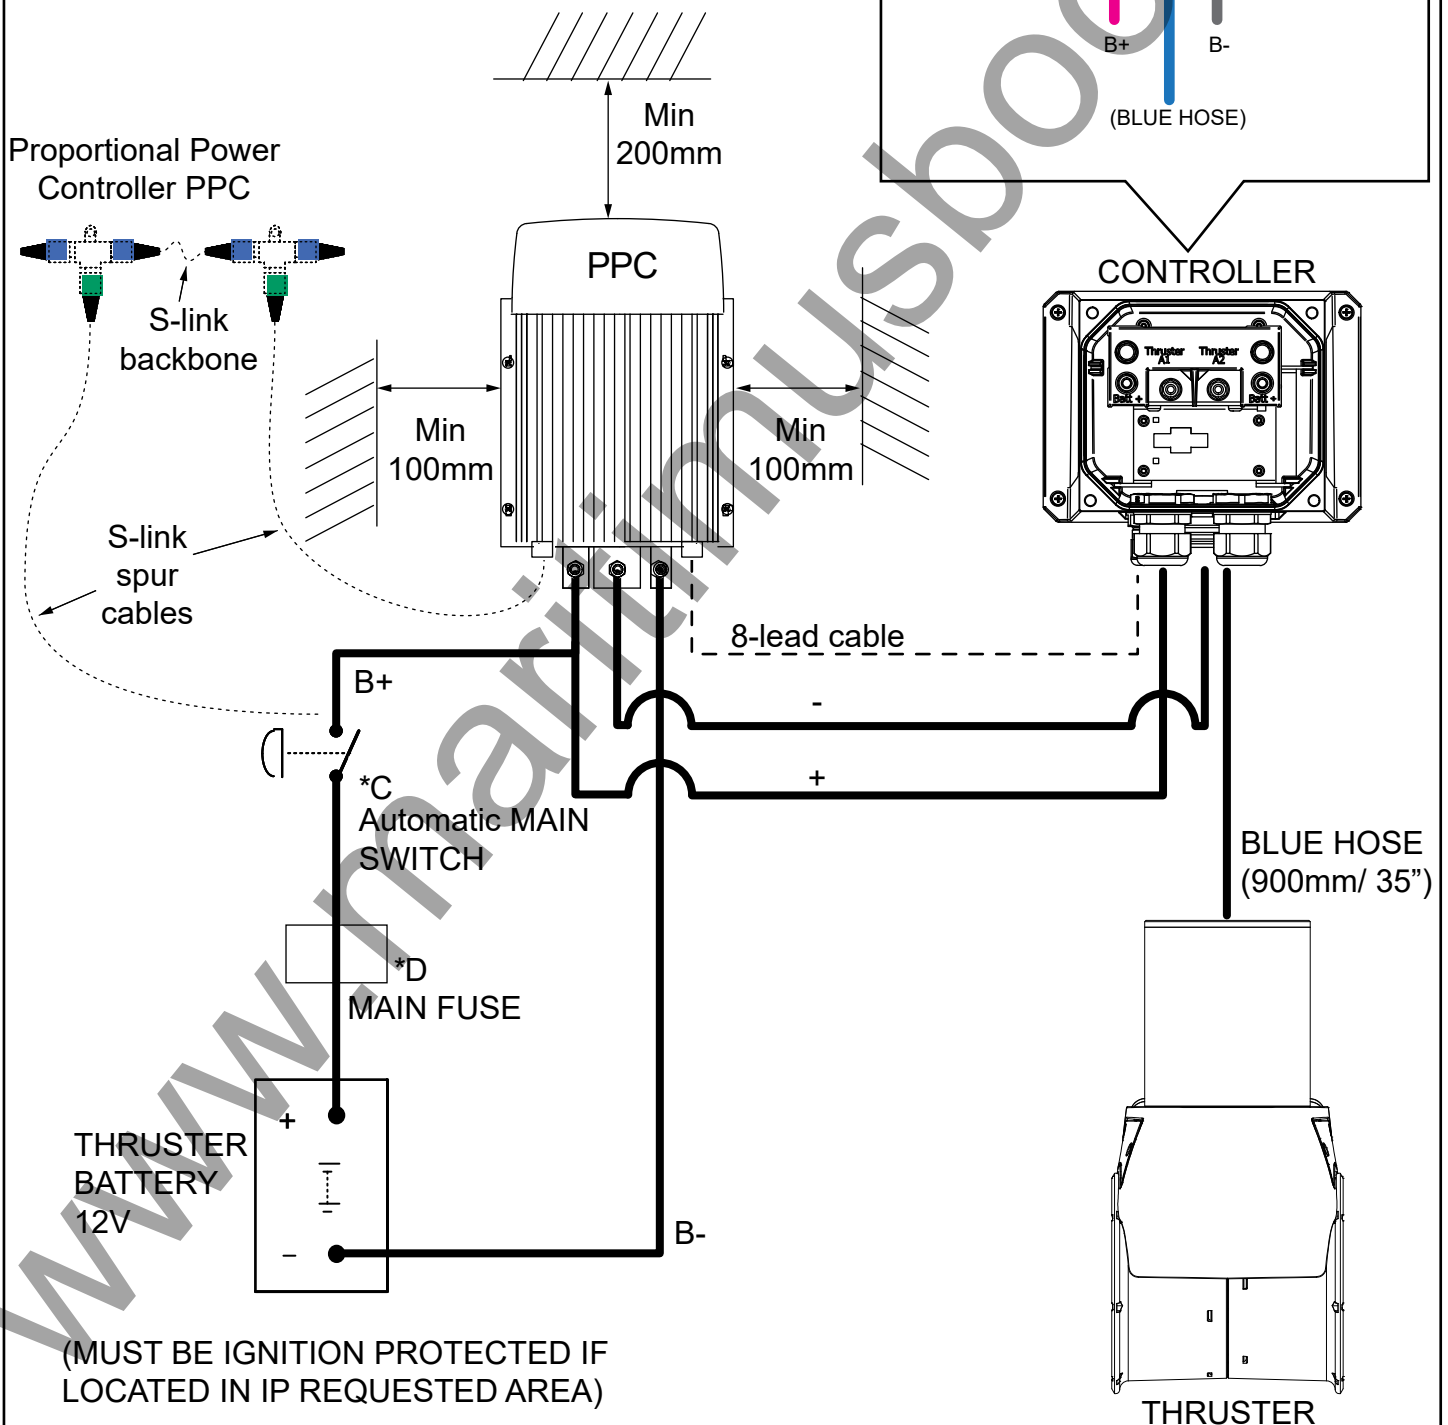 B+
B-
(BLUE HOSE)
Min
200mm
Proportional Power
Controller PPC
PPC
CONTROLLER
S-link
backbone
Thruster
A1
Thruster
A2
Batt +
Batt -
Min
100mm
Min
100mm
S-link
spur
cables
8-lead cable
B+
-
+
*C
Automatic MAIN
SWITCH
BLUE HOSE
(900mm/ 35”)
*D
MAIN FUSE
+
THRUSTER
BATTERY
12V
–
B-
(MUST BE IGNITION PROTECTED IF
LOCATED IN IP REQUESTED AREA)
THRUSTER
www.maritimusboo